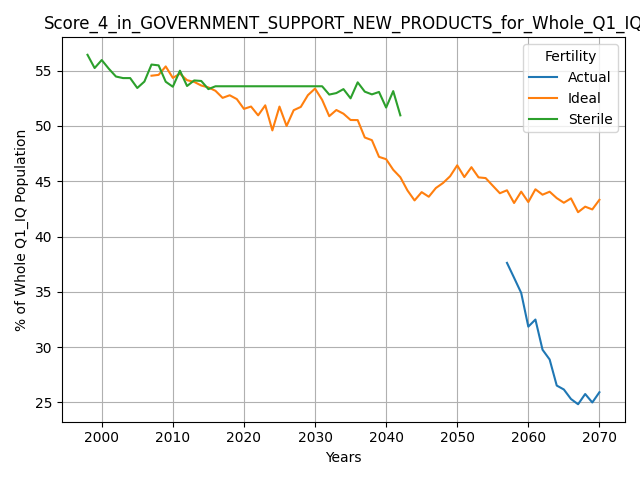 Score_4_in_GOVERNMENT_SUPPORT_NEW_PRODUCTS_for_Whole_Q1_IQ
Fertility
Actual
Ideal
Sterile
% of Whole Q1_IQ Population
55
50
45
40
35
30
25
2000 2010 2020 2030 2040 2050 2060 2070
Years